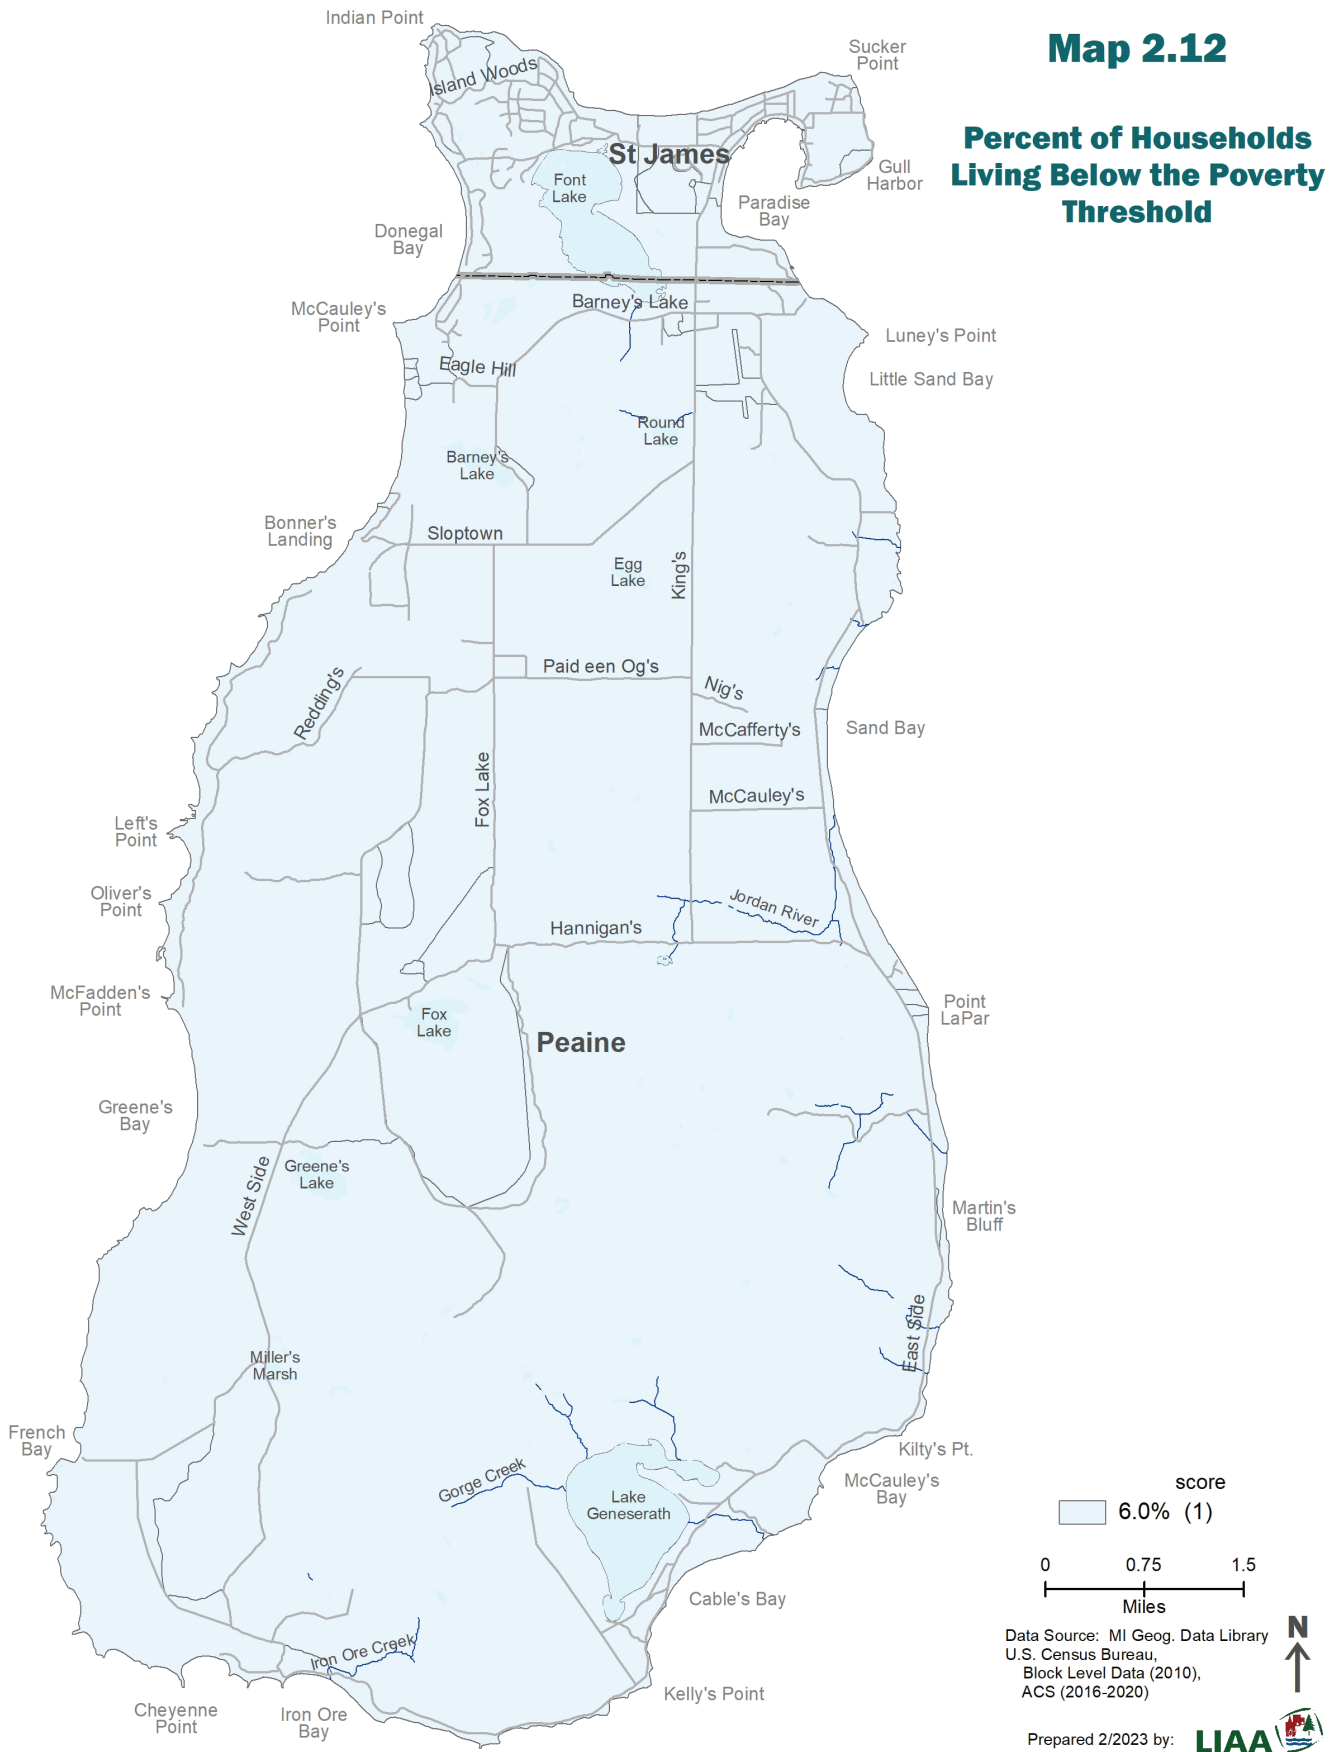 Map 2.12
Percent of Households
Living Below the Poverty
Threshold
Indian Point
Sucker
Point
Island Woods
St James
Font
Lake
Gull
Harbor
Paradise
Bay
Donegal
Bay
McCauley's
Point
Barney's Lake
Luney's Point
Eagle Hill
Little Sand Bay
Round
Lake
Barney's
Lake
Bonner's
Landing
Sloptown
Egg
Lake
King's
Paid een Og's
Redding's
Nig's
McCafferty's
Sand Bay
Fox Lake
McCauley's
Left's
Point
Oliver's
Point
Jordan River
Hannigan's
McFadden's
Point
Fox
Lake
Point
LaPar
Peaine
Greene's
Bay
Greene's
Lake
West Side
Martin's
Bluff
East Side
Miller's
Marsh
French
Bay
Kilty's Pt.
McCauley's
Bay
Gorge Creek
Lake
Geneserath
Cable's Bay
Iron Ore Creek
Kelly's Point
Cheyenne
Point
Iron Ore
Bay
score
6.0% (1)
0 0.75 1.5
Miles
Data Source: MI Geog. Data Library
U.S. Census Bureau,
Block Level Data (2010),
ACS (2016-2020)
N
Prepared 2/2023 by:
LIAA